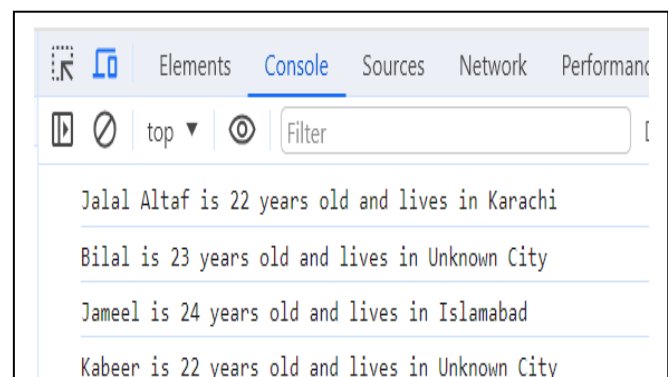 Elements Console Sources Network
top ▼ Filter
Jalal Altaf is 22 years old and lives in Karachi
Bilal is 23 years old and lives in Unknown City
Jameel is 24 years old and lives in Islamabad
Kabeer is 22 years old and lives in Unknown City